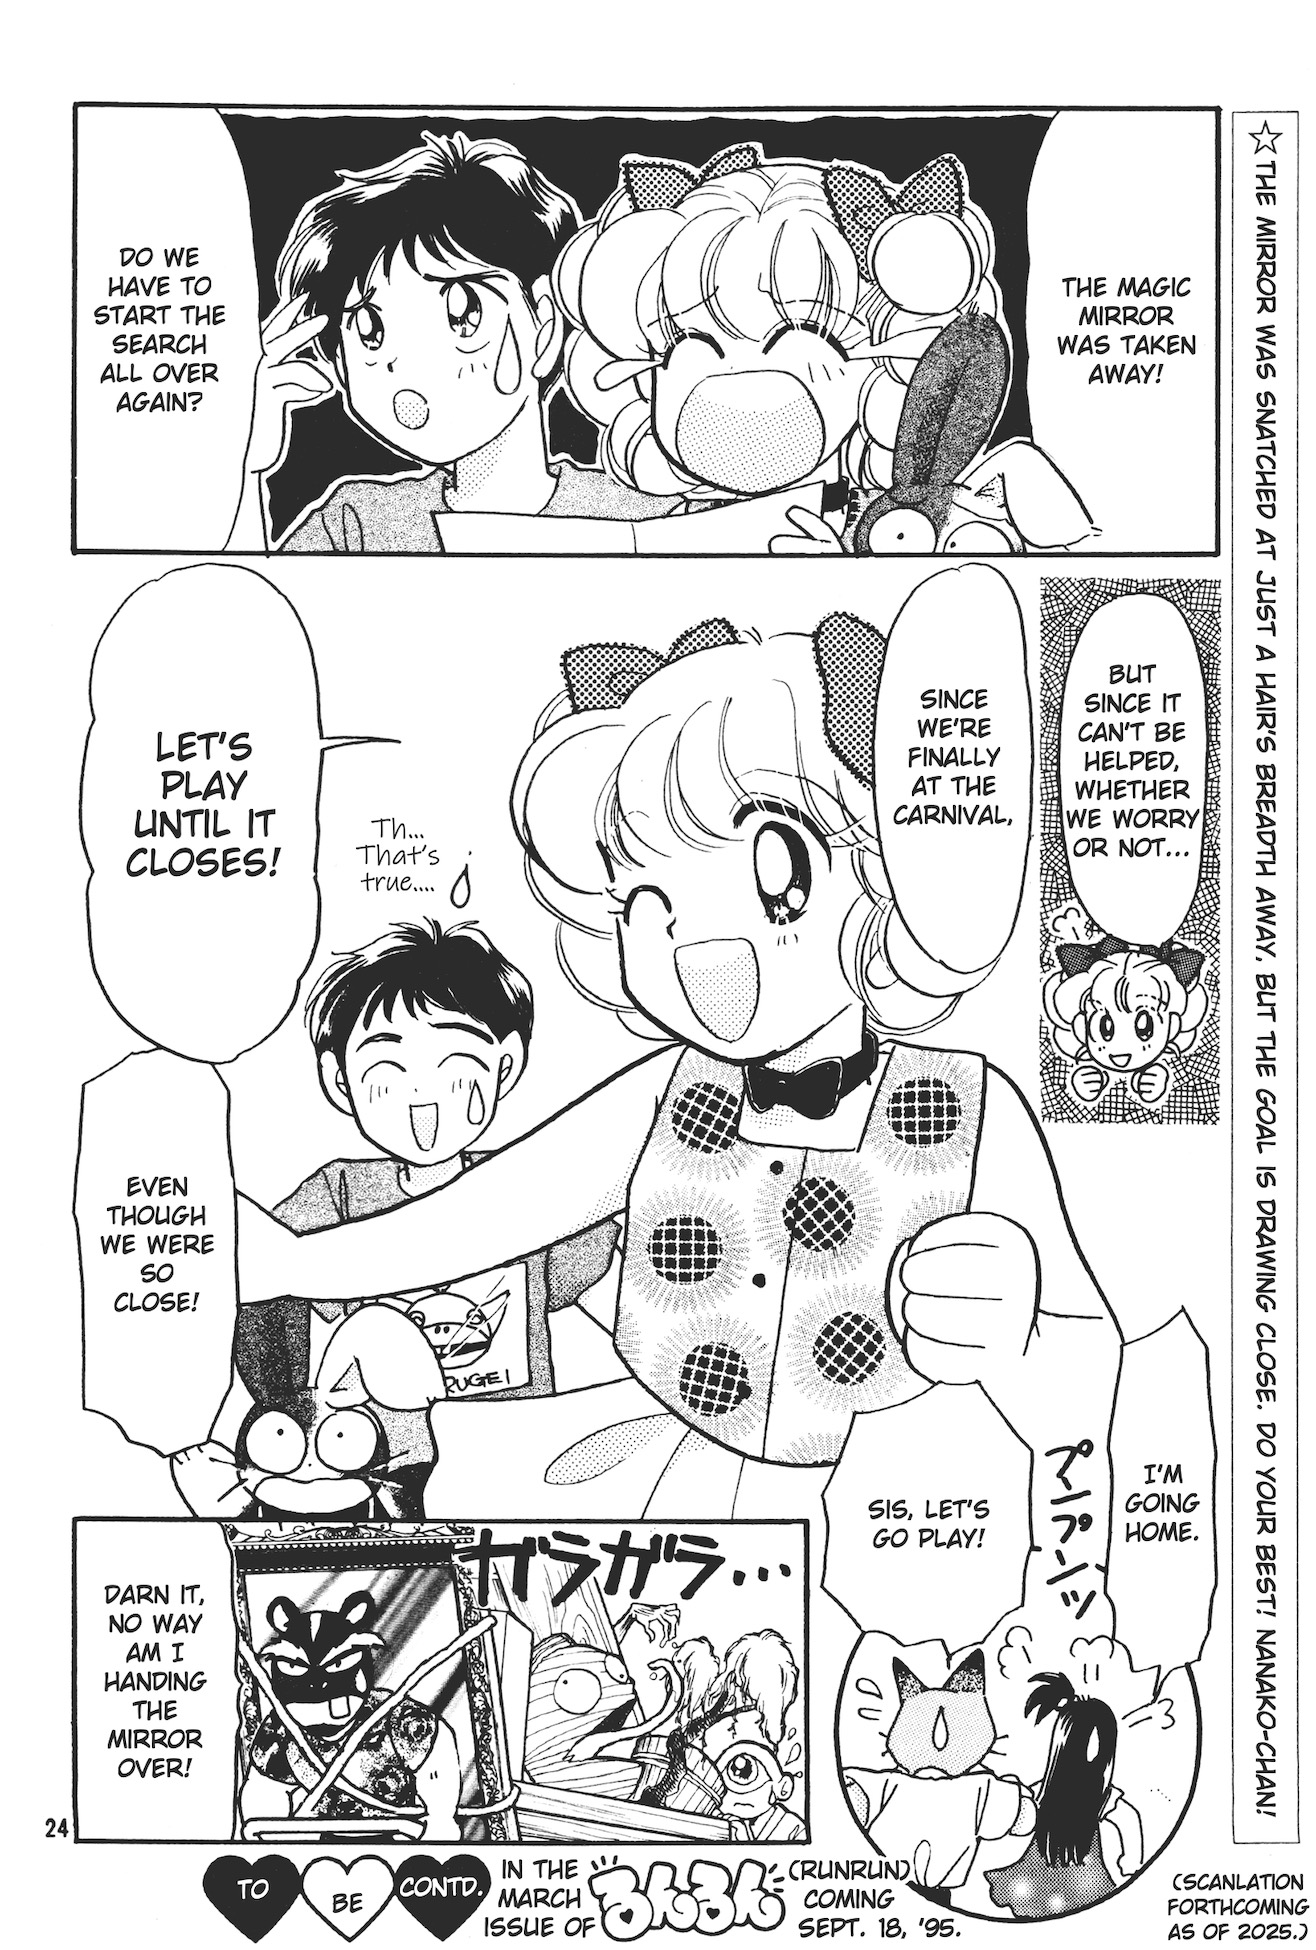 THE MAGIC
MIRROR
WAS TAKEN
AWAY!
DO WE
HAVE TO
START THE
SEARCH
ALL OVER
AGAIN?
BUT
SINCE IT
CAN'T BE
HELPED,
WHETHER
WE WORRY
OR NOT...
SINCE
WE'RE
FINALLY
AT THE
CARNIVAL,
LET'S
PLAY
UNTIL IT
CLOSES!
Th...
That's
true....
EVEN
THOUGH
WE WERE
SO
CLOSE!
RUGEI
I'M
GOING
HOME.
プンプンッ
SIS, LET'S
GO PLAY!
ガラガラ...
DARN IT,
NO WAY
AM I
HANDING
THE
MIRROR
OVER!
☆ THE MIRROR WAS SNATCHED AT JUST A HAIR'S BREADTH AWAY. BUT THE GOAL IS DRAWING CLOSE. DO YOUR BEST! NANAKO-CHAN!
24
TO BE CONTD.
IN THE
MARCH
ISSUE OF
るんるん
(RUNRUN)
COMING
SEPT. 18, '95.
(SCANLATION
FORTHCOMING
AS OF 2025.)